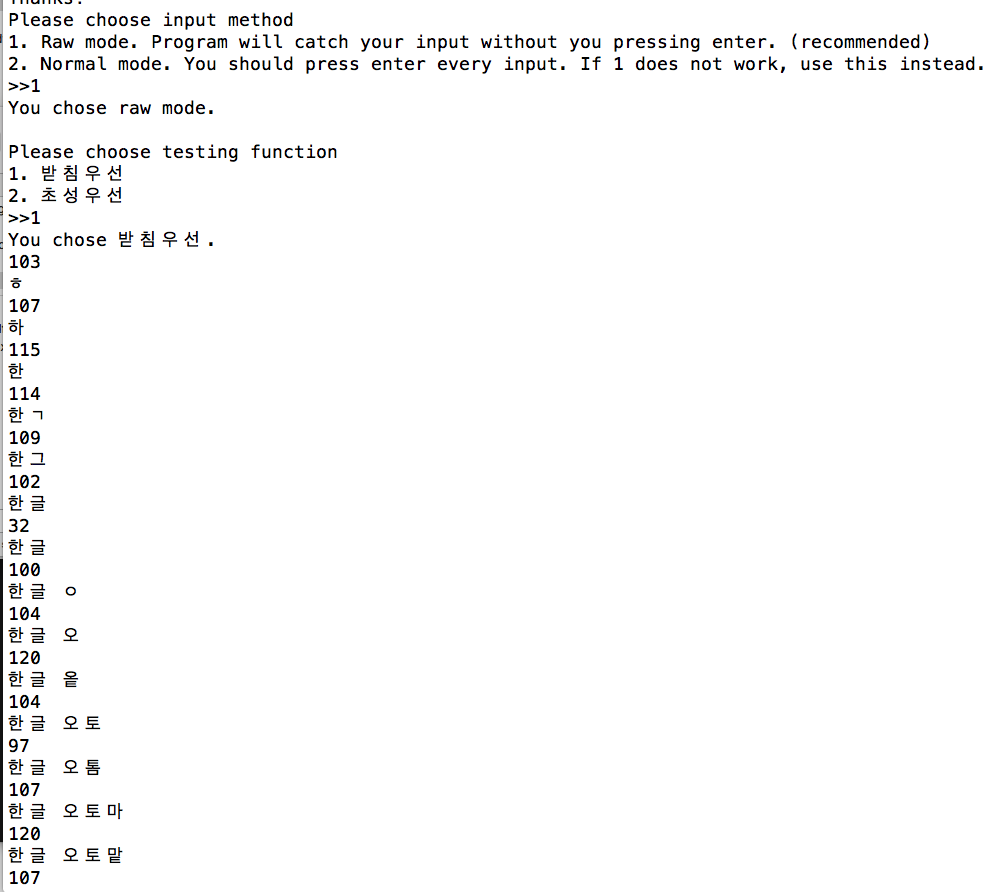 Thanks!
Please choose input method
1. Raw mode. Program will catch your input without you pressing enter. (recommended)
2. Normal mode. You should press enter every input. If 1 does not work, use this instead.
>>1
You chose raw mode.
Please choose testing function
1. 받침우선
2. 초성우선
>>1
You chose 받침우선.
103
ㅎ
107
하
115
한
114
한ㄱ
109
한그
102
한글
32
한글
100
한글 ㅇ
104
한글 오
120
한글 옽
104
한글 오토
97
한글 오톰
107
한글 오토마
120
한글 오토맡
107